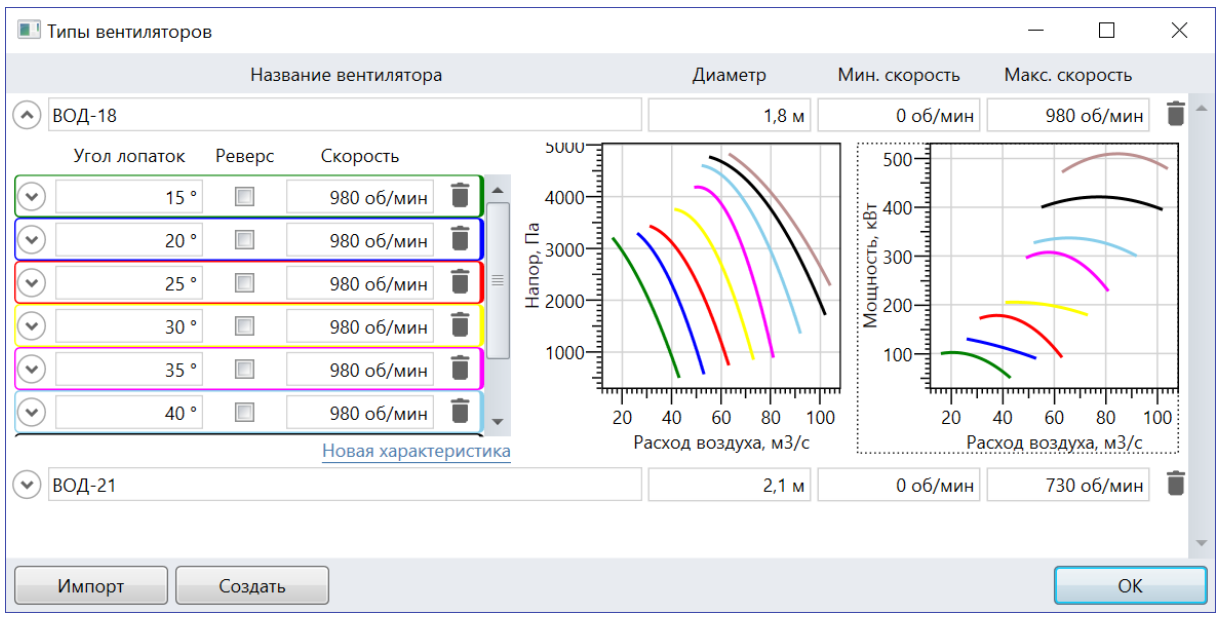 Типы вентиляторов
Название вентилятора Диаметр Мин. скорость Макс. скорость
ВОД-18 1,8 м 0 об/мин 980 об/мин
Угол лопаток Реверс Скорость
15 ° 980 об/мин
20 ° 980 об/мин
25 ° 980 об/мин
30 ° 980 об/мин
35 ° 980 об/мин
40 ° 980 об/мин
Новая характеристика
Напор, Па
5000
4000
3000
2000
1000
20 40 60 80 100
Расход воздуха, м3/с
Мощность, кВт
500
400
300
200
100
20 40 60 80 100
Расход воздуха, м3/с
ВОД-21 2,1 м 0 об/мин 730 об/мин
Импорт Создать ОК